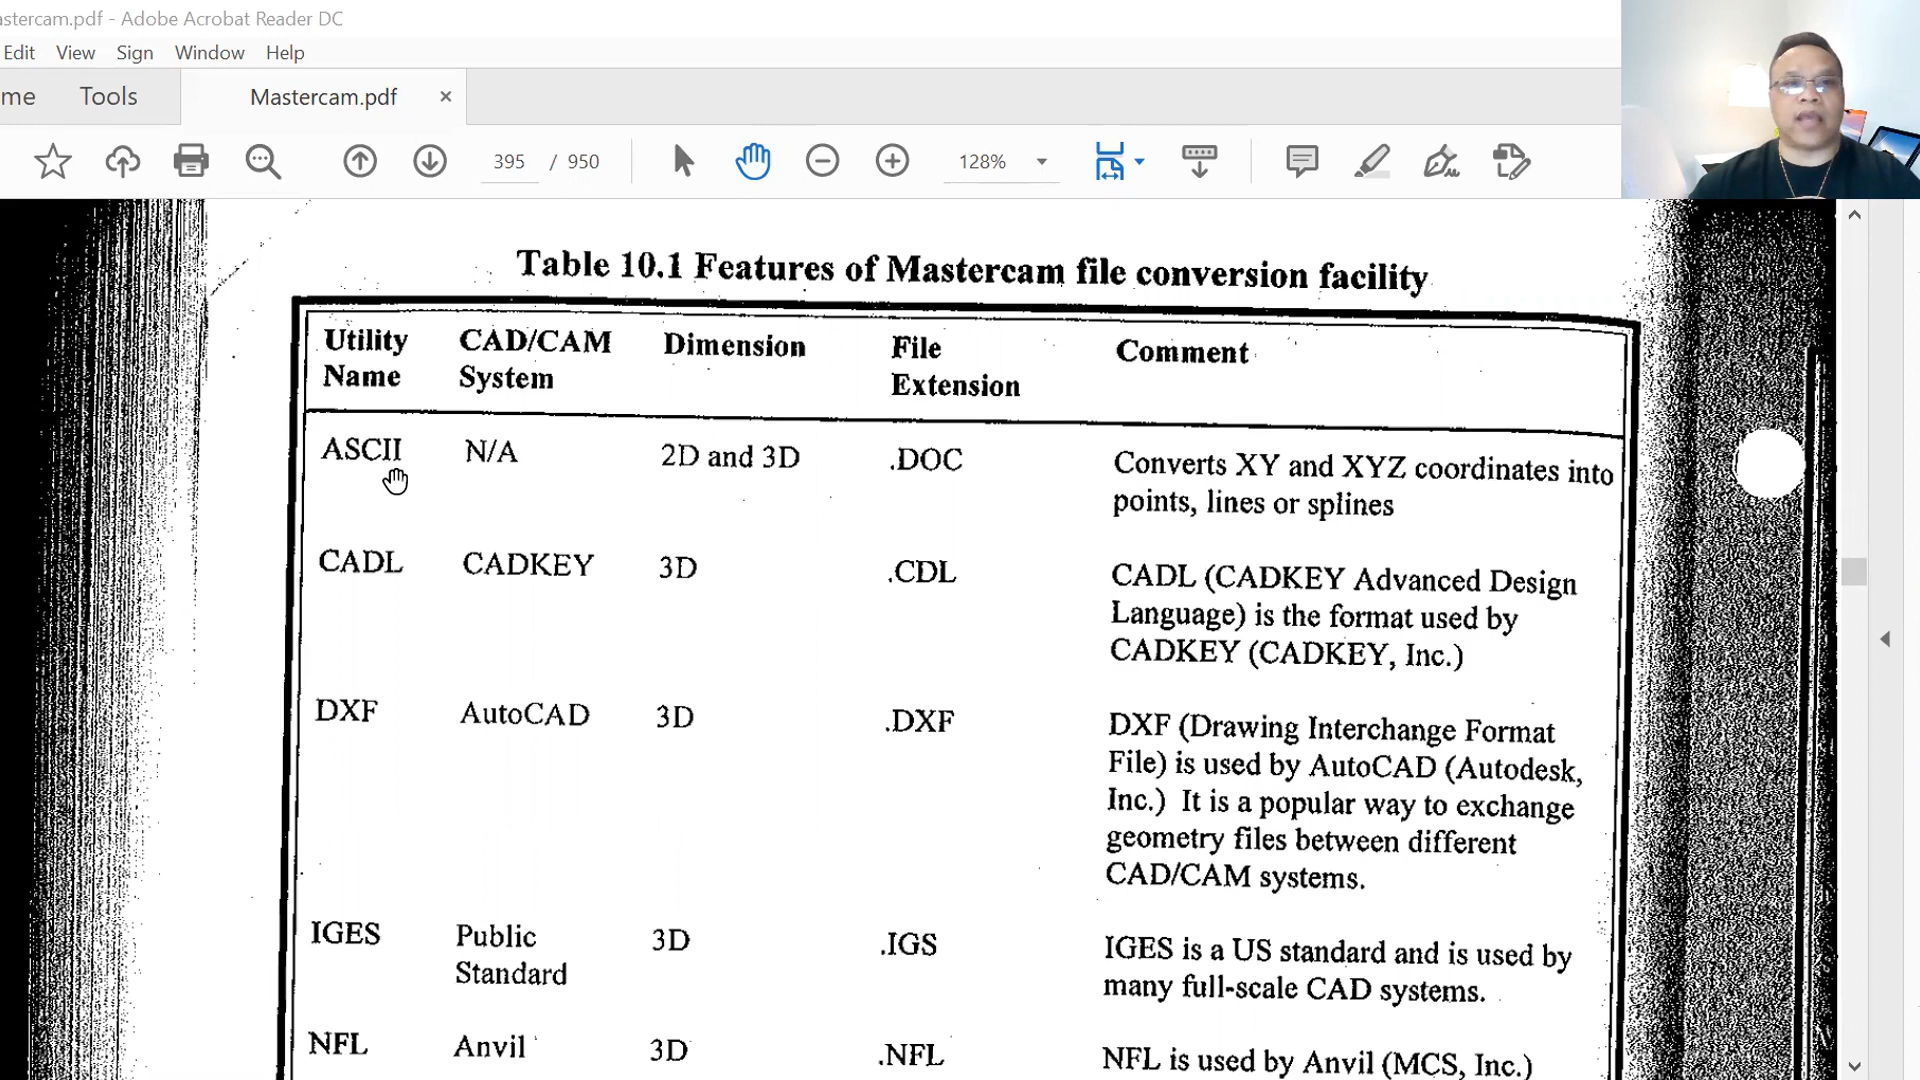 astercam.pdf - Adobe Acrobat Reader DC
Edit View Sign Window Help
me Tools Mastercam.pdf ×
395 / 950 128%
Table 10.1 Features of Mastercam file conversion facility
Utility Name CAD/CAM System Dimension File Extension Comment
ASCII N/A 2D and 3D .DOC Converts XY and XYZ coordinates into
points, lines or splines
CADL CADKEY 3D .CDL CADL (CADKEY Advanced Design
Language) is the format used by
CADKEY (CADKEY, Inc.)
DXF AutoCAD 3D .DXF DXF (Drawing Interchange Format
File) is used by AutoCAD (Autodesk,
Inc.) It is a popular way to exchange
geometry files between different
CAD/CAM systems.
IGES Public Standard 3D .IGS IGES is a US standard and is used by
many full-scale CAD systems.
NFL Anvil 3D .NFL NFL is used by Anvil (MCS, Inc.)